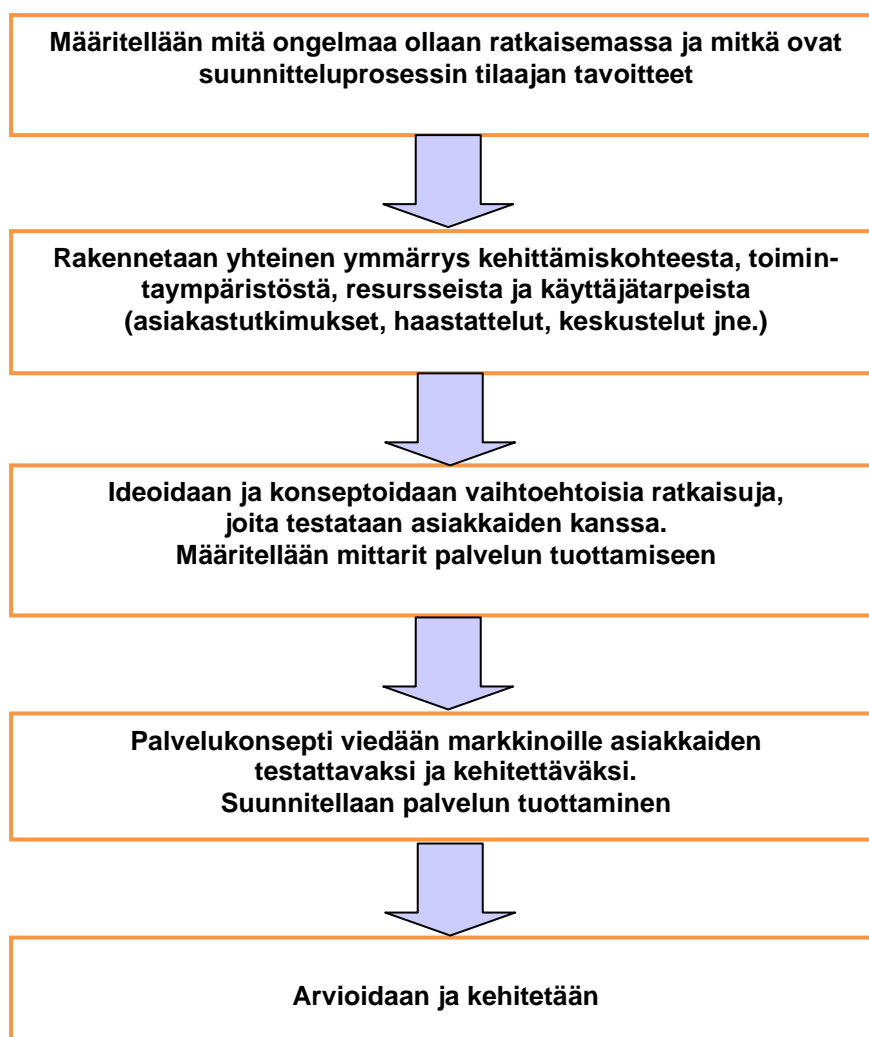 Määritellään mitä ongelmaa ollaan ratkaisemassa ja mitkä ovat
suunnitteluprosessin tilaajan tavoitteet
Rakennetaan yhteinen ymmärrys kehittämiskohteesta, toimin-
taympäristöstä, resursseista ja käyttäjätarpeista
(asiakastutkimukset, haastattelut, keskustelut jne.)
Ideoidaan ja konseptoidaan vaihtoehtoisia ratkaisuja,
joita testataan asiakkaiden kanssa.
Määritellään mittarit palvelun tuottamiseen
Palvelukonsepti viedään markkinoille asiakkaiden
testattavaksi ja kehitettäväksi.
Suunnitellaan palvelun tuottaminen
Arvioidaan ja kehitetään